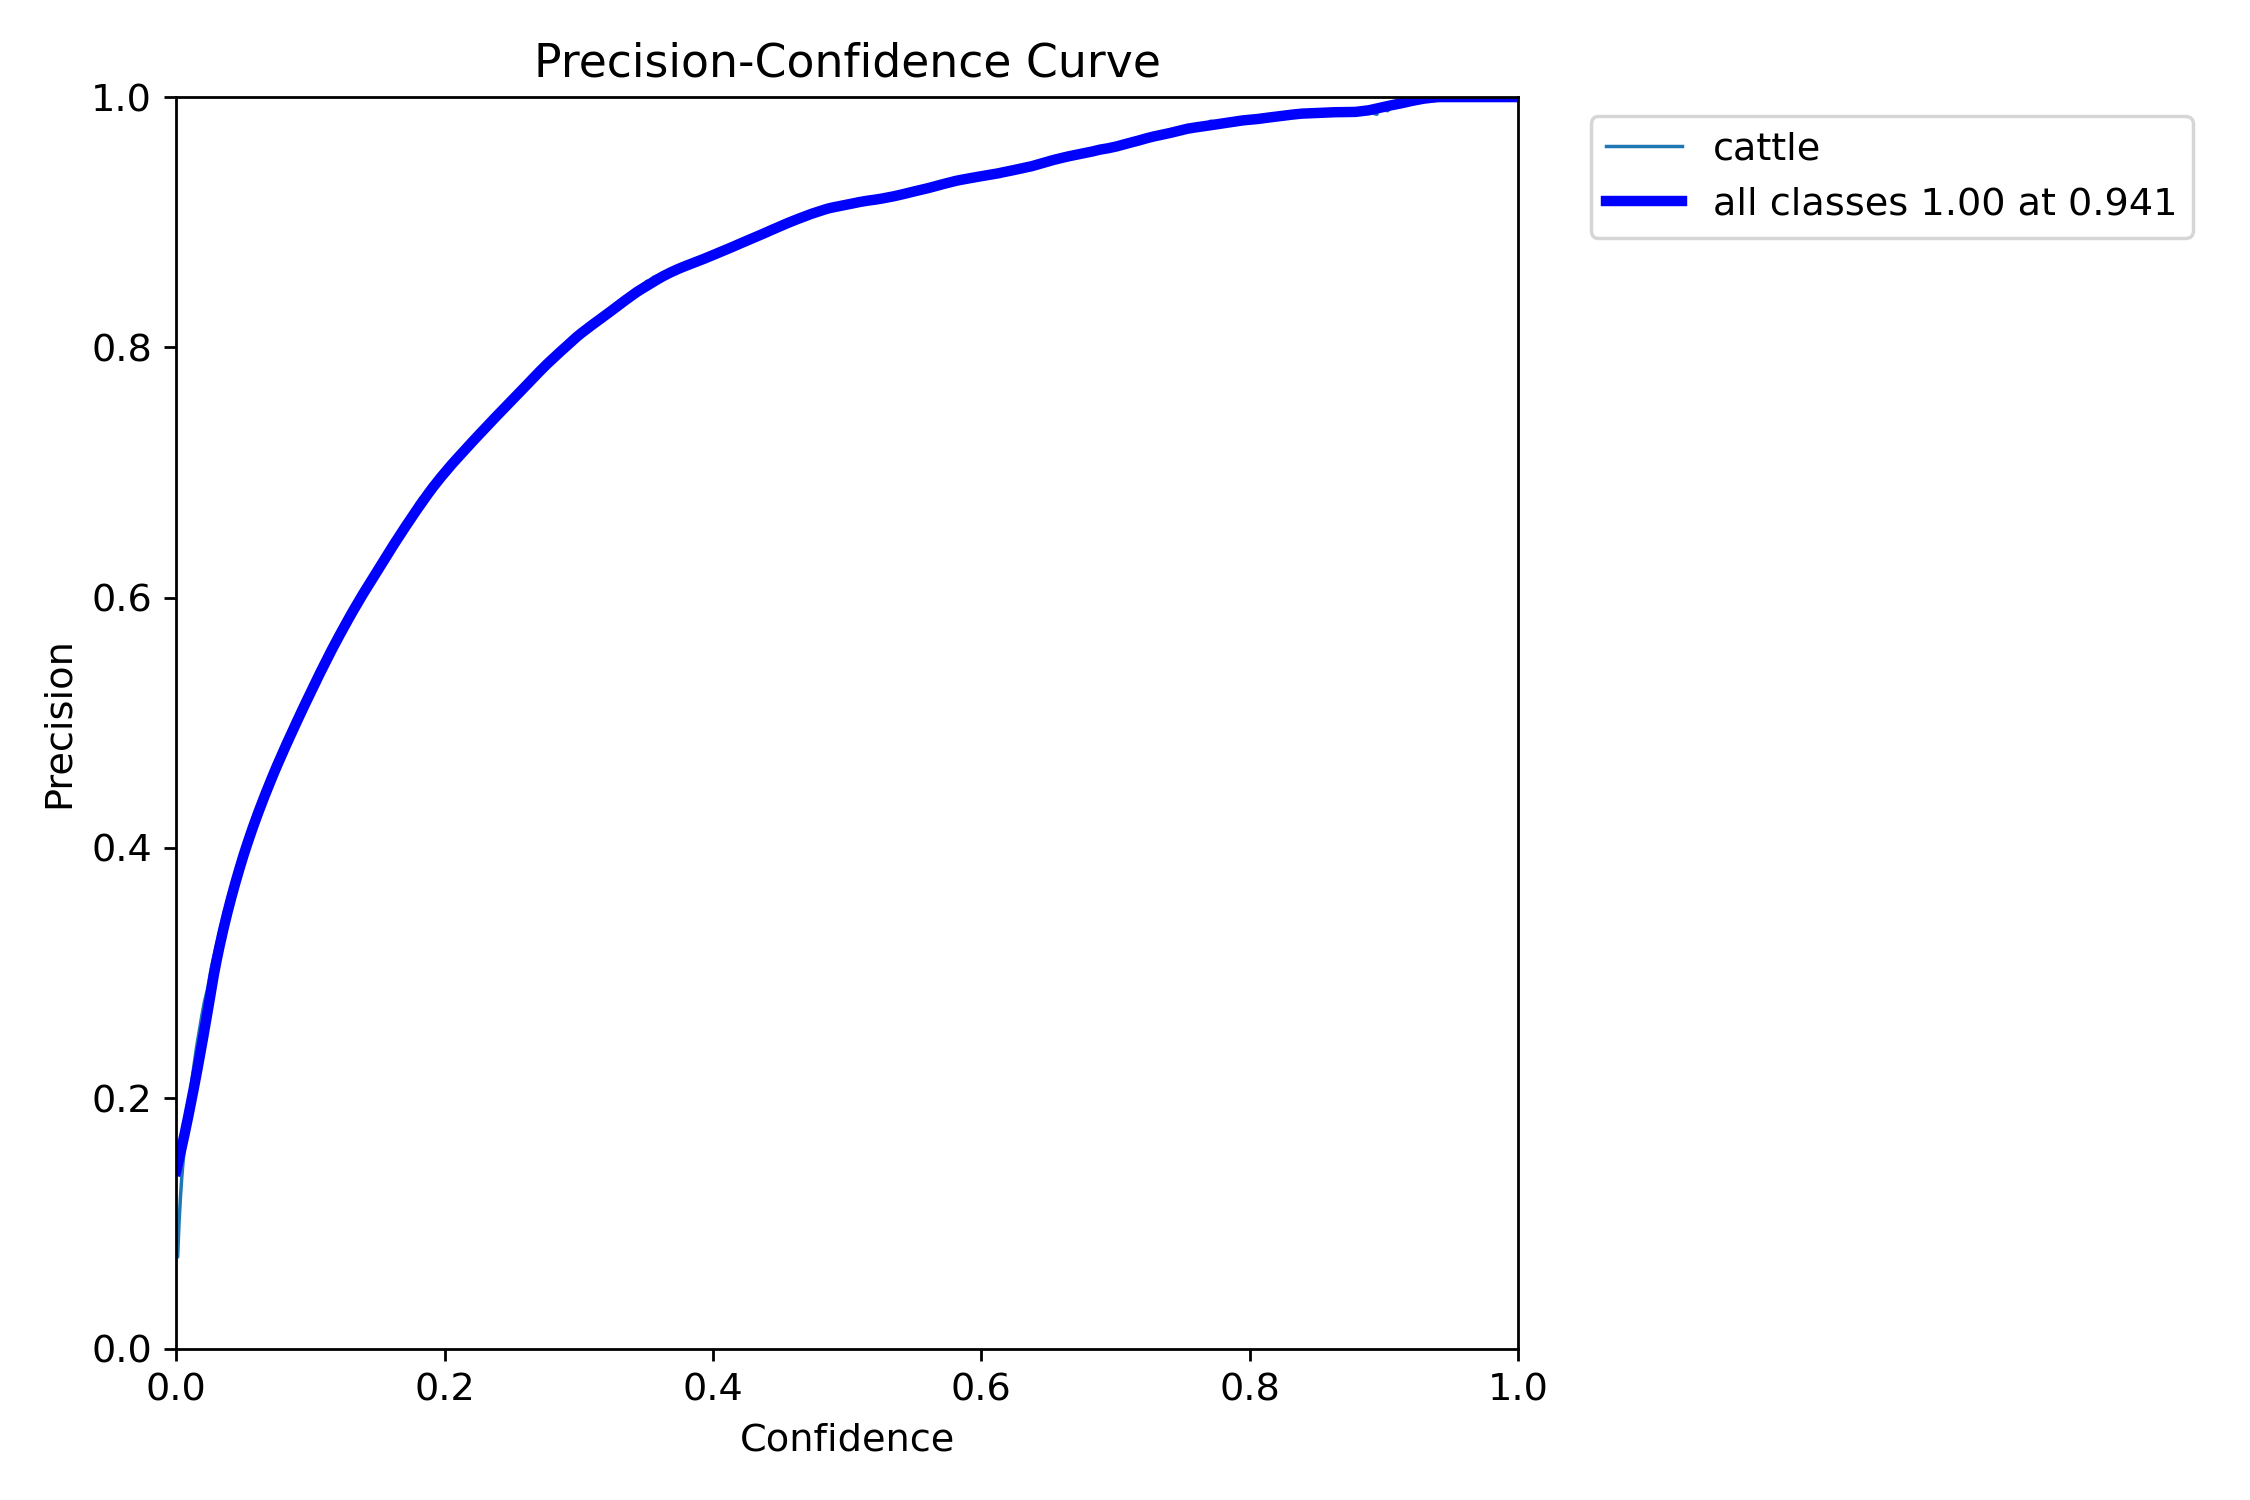 Precision-Confidence Curve
1.0
0.8
0.6
0.4
0.2
0.0
Precision
0.0 0.2 0.4 0.6 0.8 1.0
Confidence
cattle
all classes 1.00 at 0.941